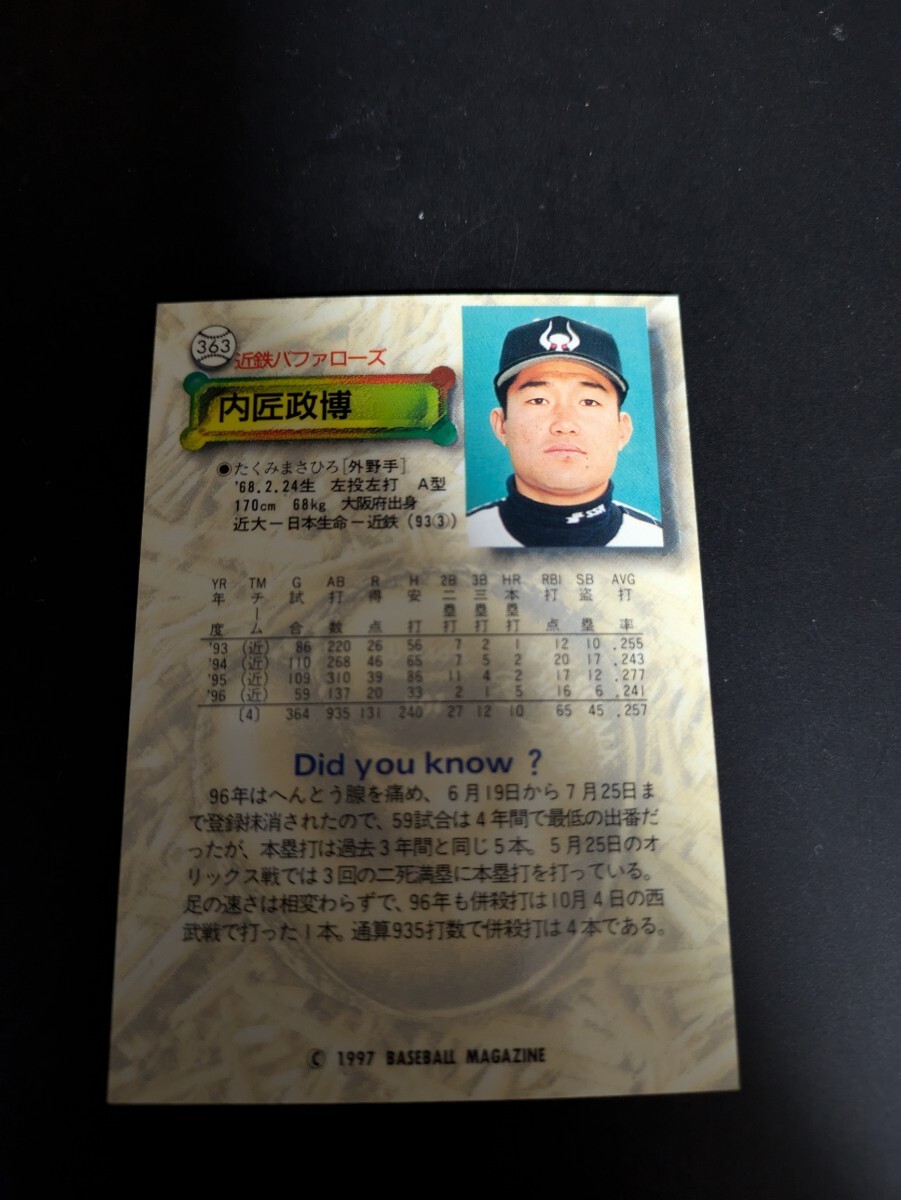 363
近鉄バファローズ
内匠政博
●たくみまさひろ[外野手]
'68.2.24生 左投左打 A型
170cm 68kg 大阪府出身
近大－日本生命－近鉄（93③）
SSK
YR TM G AB R H 2B 3B HR RBI SB AVG
年度 チーム 試合 打数 得点 安打 二塁打 三塁打 本塁打 打点 盗塁 打率
'93 (近) 86 220 26 56 7 2 1 12 10 .255
'94 (近) 110 268 46 65 7 5 2 20 17 .243
'95 (近) 109 310 39 86 11 4 2 17 12 .277
'96 (近) 59 137 20 33 2 1 5 16 6 .241
(4) 364 935 131 240 27 12 10 65 45 .257
Did you know ?
96年はへんとう腺を痛め、6月19日から7月25日ま
で登録抹消されたので、59試合は4年間で最低の出番だ
ったが、本塁打は過去3年間と同じ5本。5月25日のオ
リックス戦では3回の二死満塁に本塁打を打っている。
足の速さは相変わらずで、96年も併殺打は10月4日の西
武戦で打った1本。通算935打数で併殺打は4本である。
© 1997 BASEBALL MAGAZINE